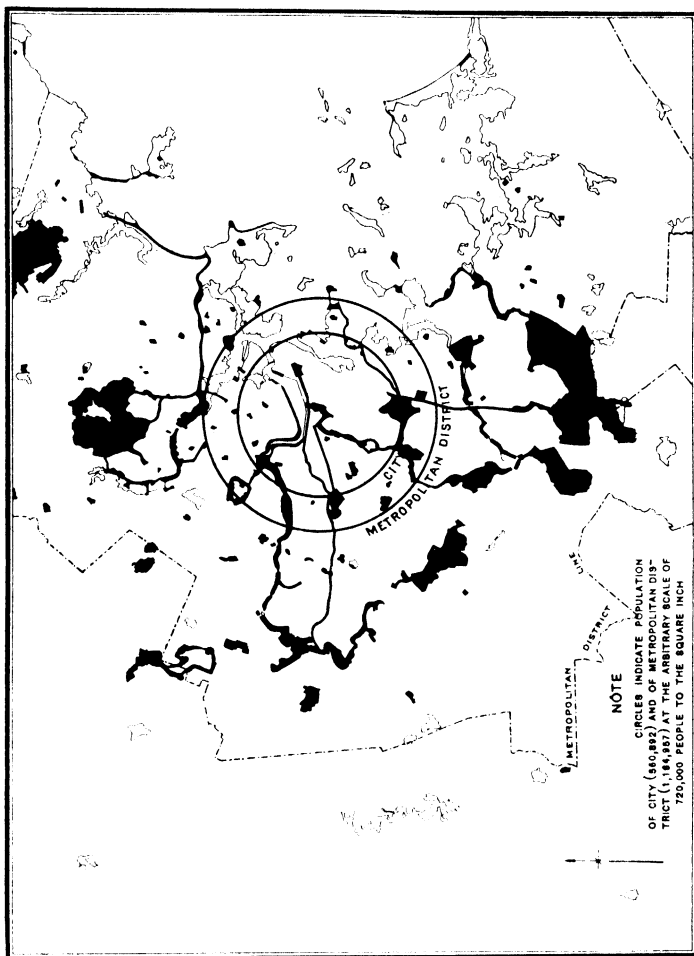 CITY
METROPOLITAN DISTRICT
METROPOLITAN DISTRICT LINE
NOTE
CIRCLES INDICATE POPULATION
OF CITY (560,892) AND OF METROPOLITAN DIS-
TRICT (1,184,957) AT THE ARBITRARY SCALE OF
720,000 PEOPLE TO THE SQUARE INCH